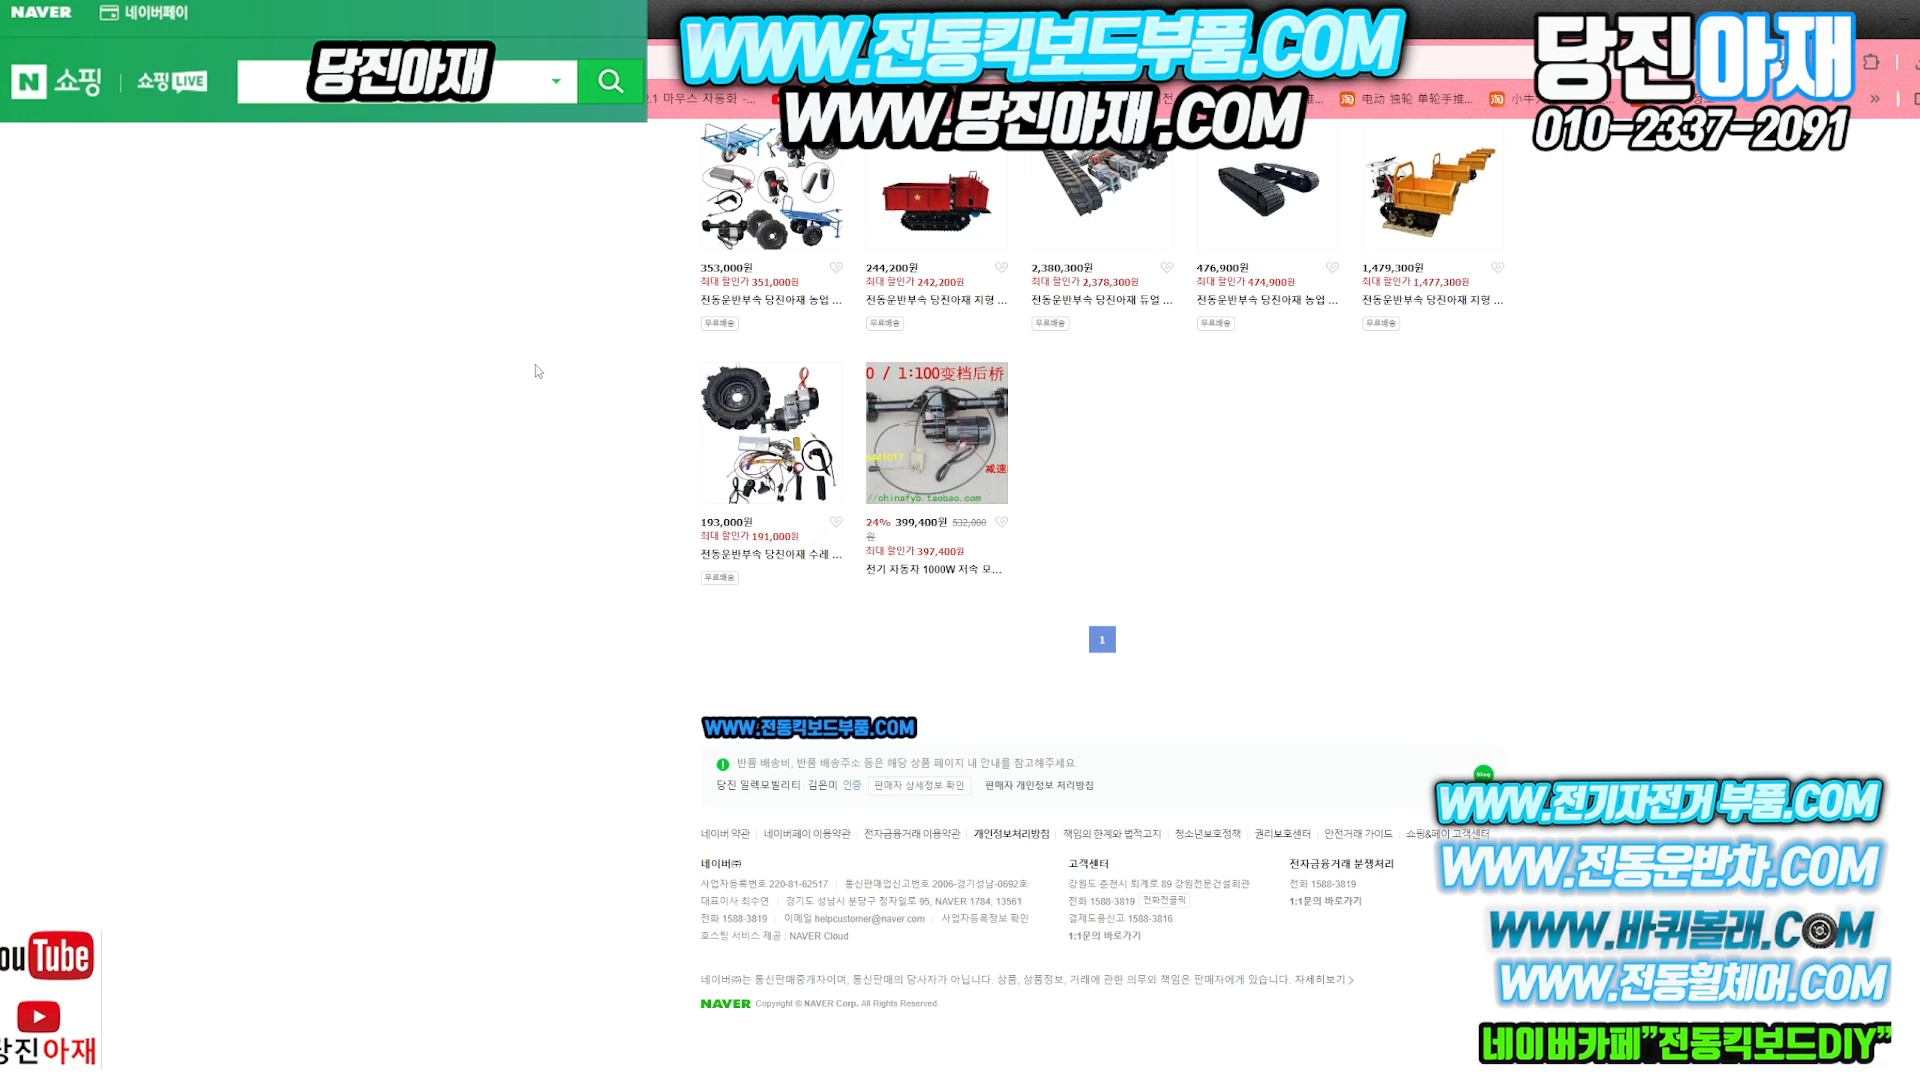 NAVER 네이버페이
N 쇼핑 쇼핑LIVE
당진아재
WWW.전동킥보드부품.COM
WWW.당진아재.COM
당진아재
010-2337-2091
2.1 마우스 자동화 -...
电动 独轮 单轮手推...
353,000원
최대 할인가 351,000원
전동운반부속 당진아재 농업 ...
무료배송
244,200원
최대 할인가 242,200원
전동운반부속 당진아재 지형 ...
무료배송
2,380,300원
최대 할인가 2,378,300원
전동운반부속 당진아재 듀얼 ...
무료배송
476,900원
최대 할인가 474,900원
전동운반부속 당진아재 농업 ...
무료배송
1,479,300원
최대 할인가 1,477,300원
전동운반부속 당진아재 지형 ...
무료배송
0 / 1:100变档后桥
6441017
减速
//chinafyb.taobao.com
193,000원
최대 할인가 191,000원
전동운반부속 당진아재 수레 ...
무료배송
24% 399,400원 532,000원
최대 할인가 397,400원
전기 자동차 1000W 저속 모...
1
WWW.전동킥보드부품.COM
반품 배송비, 반품 배송주소 등은 해당 상품 페이지 내 안내를 참고해주세요.
당진 일렉모빌리티 김은미 인증 판매자 상세정보 확인 판매자 개인정보 처리방침
blog
네이버 약관 네이버페이 이용약관 전자금융거래 이용약관 개인정보처리방침 책임의 한계와 법적고지 청소년보호정책 권리보호센터 안전거래 가이드 쇼핑&페이 고객센터
네이버㈜
사업자등록번호 220-81-62517 통신판매업신고번호 2006-경기성남-0692호
대표이사 최수연 경기도 성남시 분당구 정자일로 95, NAVER 1784, 13561
전화 1588-3819 이메일 helpcustomer@naver.com 사업자등록정보 확인
호스팅 서비스 제공 : NAVER Cloud
고객센터
강원도 춘천시 퇴계로 89 강원전문건설회관
전화 1588-3819 전화전클릭
결제도용신고 1588-3816
1:1문의 바로가기
전자금융거래 분쟁처리
전화 1588-3819
1:1문의 바로가기
네이버㈜는 통신판매중개자이며, 통신판매의 당사자가 아닙니다. 상품, 상품정보, 거래에 관한 의무와 책임은 판매자에게 있습니다. 자세히보기 >
NAVER Copyright © NAVER Corp. All Rights Reserved.
WWW.전기자전거 부품.COM
WWW.전동운반차.COM
WWW.바퀴볼래.COM
WWW.전동휠체어.COM
네이버카페"전동킥보드DIY"
ouTube
당진아재